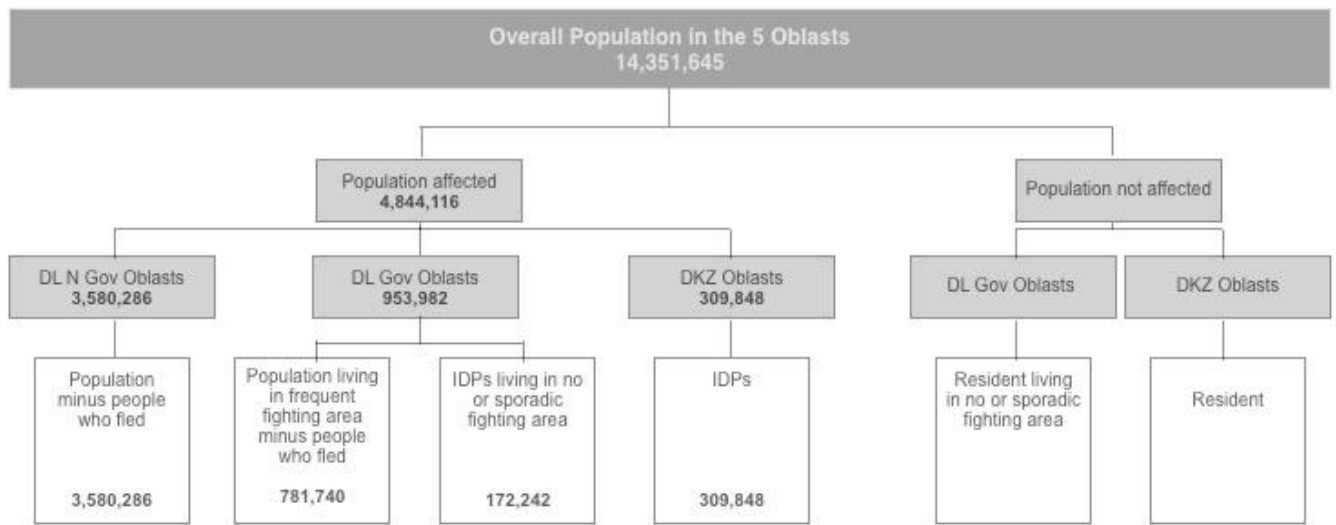 Overall Population in the 5 Oblasts
14,351,645
Population affected
4,844,116
Population not affected
DL N Gov Oblasts
3,580,286
DL Gov Oblasts
953,982
DKZ Oblasts
309,848
DL Gov Oblasts
DKZ Oblasts
Population
minus people
who fled
3,580,286
Population living
in frequent
fighting area
minus people
who fled
781,740
IDPs living in no
or sporadic
fighting area
172,242
IDPs
309,848
Resident living
in no or sporadic
fighting area
Resident